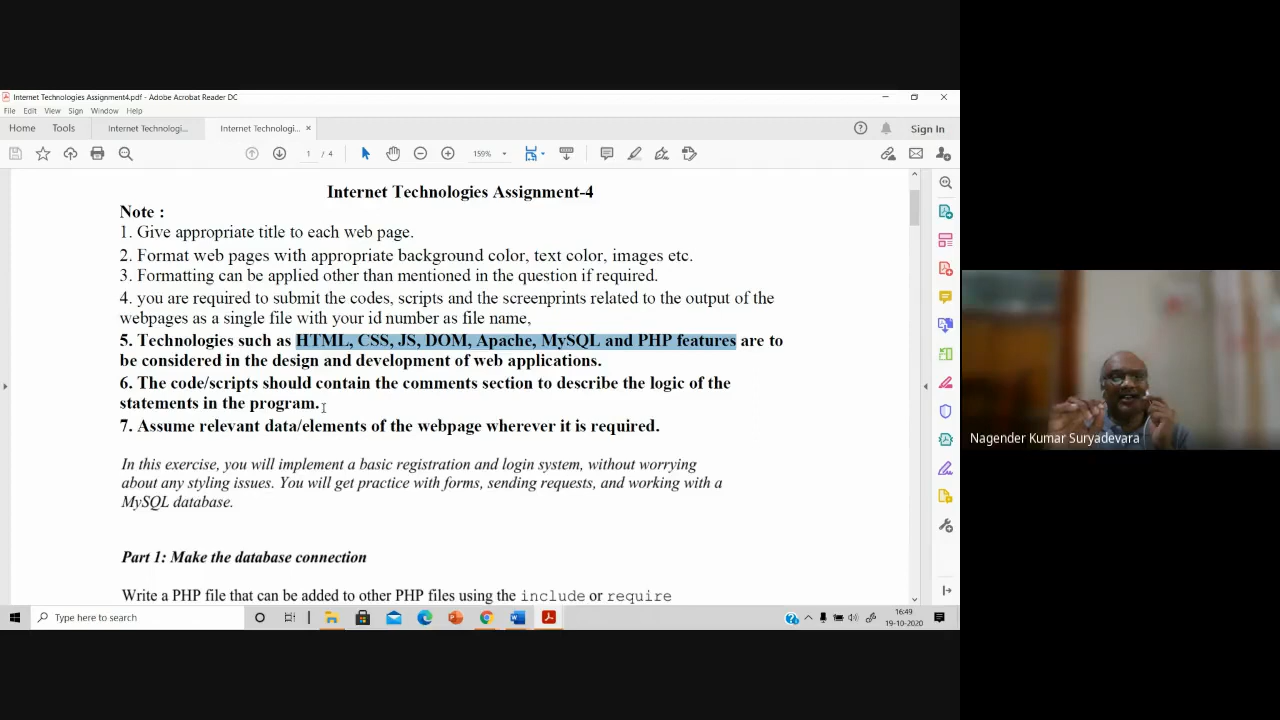 Internet Technologies Assignment4.pdf - Adobe Acrobat Reader DC
File Edit View Sign Window Help
Home Tools Internet Technologi... Internet Technologi... × Sign In
1 / 4 159%
Internet Technologies Assignment-4
Note :
1. Give appropriate title to each web page.
2. Format web pages with appropriate background color, text color, images etc.
3. Formatting can be applied other than mentioned in the question if required.
4. you are required to submit the codes, scripts and the screenprints related to the output of the
webpages as a single file with your id number as file name,
5. Technologies such as HTML, CSS, JS, DOM, Apache, MySQL and PHP features are to
be considered in the design and development of web applications.
6. The code/scripts should contain the comments section to describe the logic of the
statements in the program.
7. Assume relevant data/elements of the webpage wherever it is required.
In this exercise, you will implement a basic registration and login system, without worrying
about any styling issues. You will get practice with forms, sending requests, and working with a
MySQL database.
Part 1: Make the database connection
Write a PHP file that can be added to other PHP files using the include or require
Type here to search
16:49
19-10-2020
Nagender Kumar Suryadevara